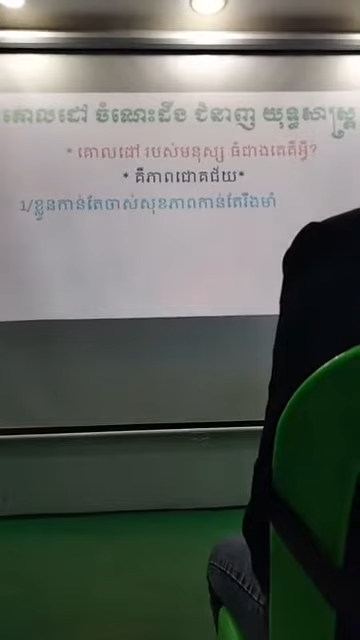 គោលដៅ ចំណេះដឹង ជំនាញ យុទ្ធសាស្ត្រ
* គោលដៅ របស់មនុស្ស ធំជាងគេគឺអ្វី?
* គឺភាពជោគជ័យ*
1/ខ្លួនកាន់តែចាស់សុខភាពកាន់តែរឹងមាំ